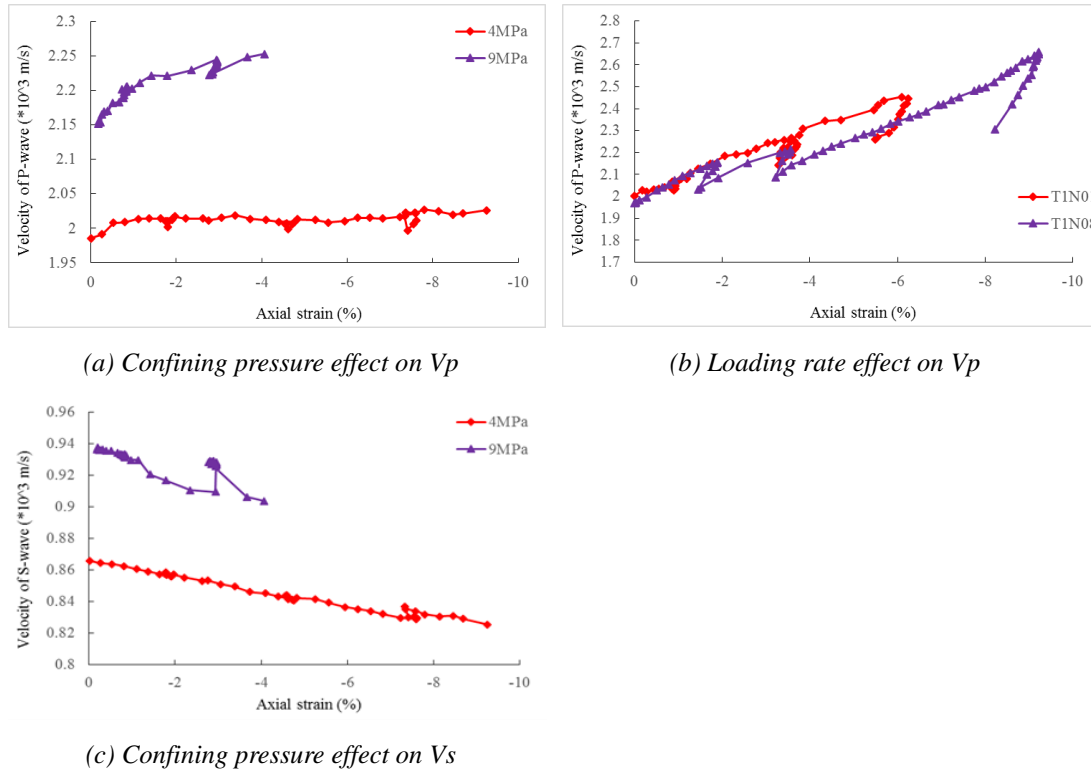 2.3
2.25
2.2
2.15
2.1
2.05
2
1.95
0 -2 -4 -6 -8 -10
Velocity of P-wave (*10^3 m/s)
Axial strain (%)
4MPa
9MPa
(a) Confining pressure effect on Vp
2.8
2.7
2.6
2.5
2.4
2.3
2.2
2.1
2
1.9
1.8
1.7
0 -2 -4 -6 -8 -10
Velocity of P-wave (*10^3 m/s)
Axial strain (%)
T1N0
(b) Loading rate effect on Vp
0.96
0.94
0.92
0.9
0.88
0.86
0.84
0.82
0.8
0 -2 -4 -6 -8 -10
Velocity of S-wave (*10^3 m/s)
Axial strain (%)
4MPa
9MPa
(c) Confining pressure effect on Vs